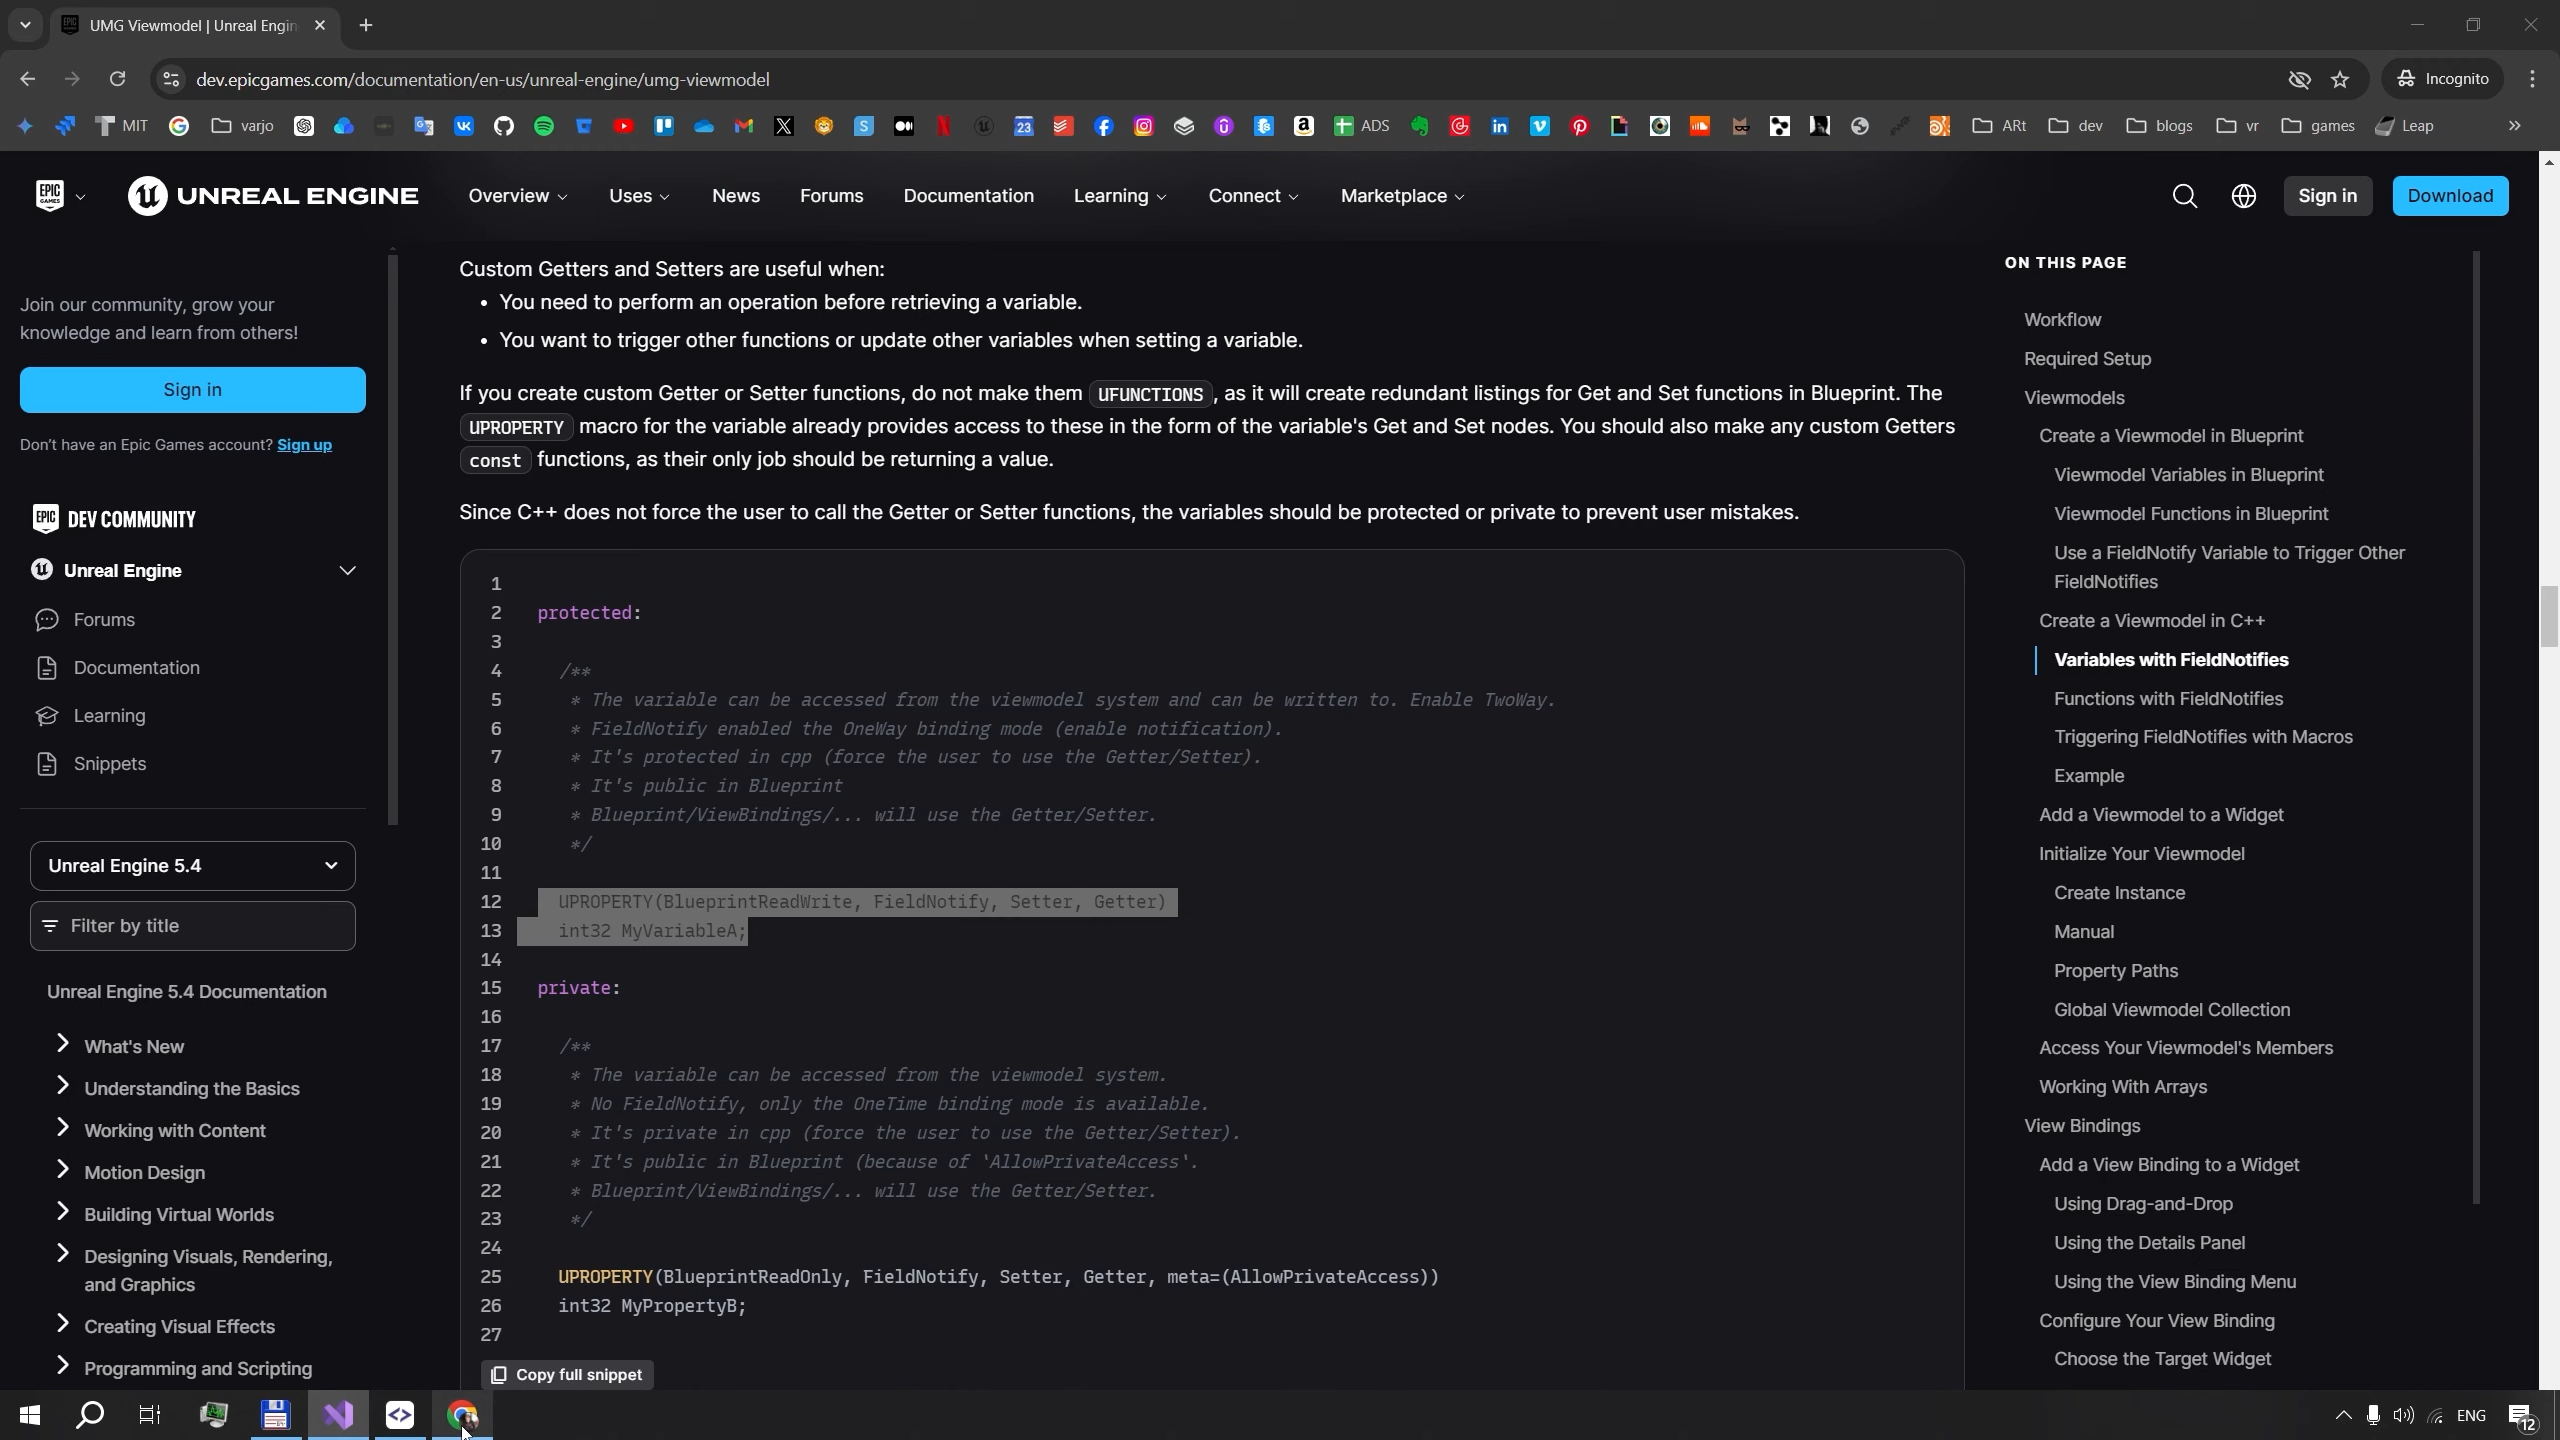 UMG Viewmodel | Unreal Engin
dev.epicgames.com/documentation/en-us/unreal-engine/umg-viewmodel
Incognito
MIT
varjo
23
ADS
ARt
dev
blogs
vr
games
Leap
EPIC GAMES
UNREAL ENGINE
Overview
Uses
News
Forums
Documentation
Learning
Connect
Marketplace
Sign in
Download
Join our community, grow your
knowledge and learn from others!
Sign in
Don't have an Epic Games account? Sign up
EPIC DEV COMMUNITY
Unreal Engine
Forums
Documentation
Learning
Snippets
Unreal Engine 5.4
Filter by title
Unreal Engine 5.4 Documentation
What's New
Understanding the Basics
Working with Content
Motion Design
Building Virtual Worlds
Designing Visuals, Rendering,
and Graphics
Creating Visual Effects
Programming and Scripting
Custom Getters and Setters are useful when:
• You need to perform an operation before retrieving a variable.
• You want to trigger other functions or update other variables when setting a variable.
If you create custom Getter or Setter functions, do not make them UFUNCTIONS, as it will create redundant listings for Get and Set functions in Blueprint. The
UPROPERTY macro for the variable already provides access to these in the form of the variable's Get and Set nodes. You should also make any custom Getters
const functions, as their only job should be returning a value.
Since C++ does not force the user to call the Getter or Setter functions, the variables should be protected or private to prevent user mistakes.
1
2 protected:
3
4 /**
5 * The variable can be accessed from the viewmodel system and can be written to. Enable TwoWay.
6 * FieldNotify enabled the OneWay binding mode (enable notification).
7 * It's protected in cpp (force the user to use the Getter/Setter).
8 * It's public in Blueprint
9 * Blueprint/ViewBindings/... will use the Getter/Setter.
10 */
11
12 UPROPERTY(BlueprintReadWrite, FieldNotify, Setter, Getter)
13 int32 MyVariableA;
14
15 private:
16
17 /**
18 * The variable can be accessed from the viewmodel system.
19 * No FieldNotify, only the OneTime binding mode is available.
20 * It's private in cpp (force the user to use the Getter/Setter).
21 * It's public in Blueprint (because of `AllowPrivateAccess`.
22 * Blueprint/ViewBindings/... will use the Getter/Setter.
23 */
24
25 UPROPERTY(BlueprintReadOnly, FieldNotify, Setter, Getter, meta=(AllowPrivateAccess))
26 int32 MyPropertyB;
27
Copy full snippet
ON THIS PAGE
Workflow
Required Setup
Viewmodels
Create a Viewmodel in Blueprint
Viewmodel Variables in Blueprint
Viewmodel Functions in Blueprint
Use a FieldNotify Variable to Trigger Other
FieldNotifies
Create a Viewmodel in C++
Variables with FieldNotifies
Functions with FieldNotifies
Triggering FieldNotifies with Macros
Example
Add a Viewmodel to a Widget
Initialize Your Viewmodel
Create Instance
Manual
Property Paths
Global Viewmodel Collection
Access Your Viewmodel's Members
Working With Arrays
View Bindings
Add a View Binding to a Widget
Using Drag-and-Drop
Using the Details Panel
Using the View Binding Menu
Configure Your View Binding
Choose the Target Widget
ENG
12